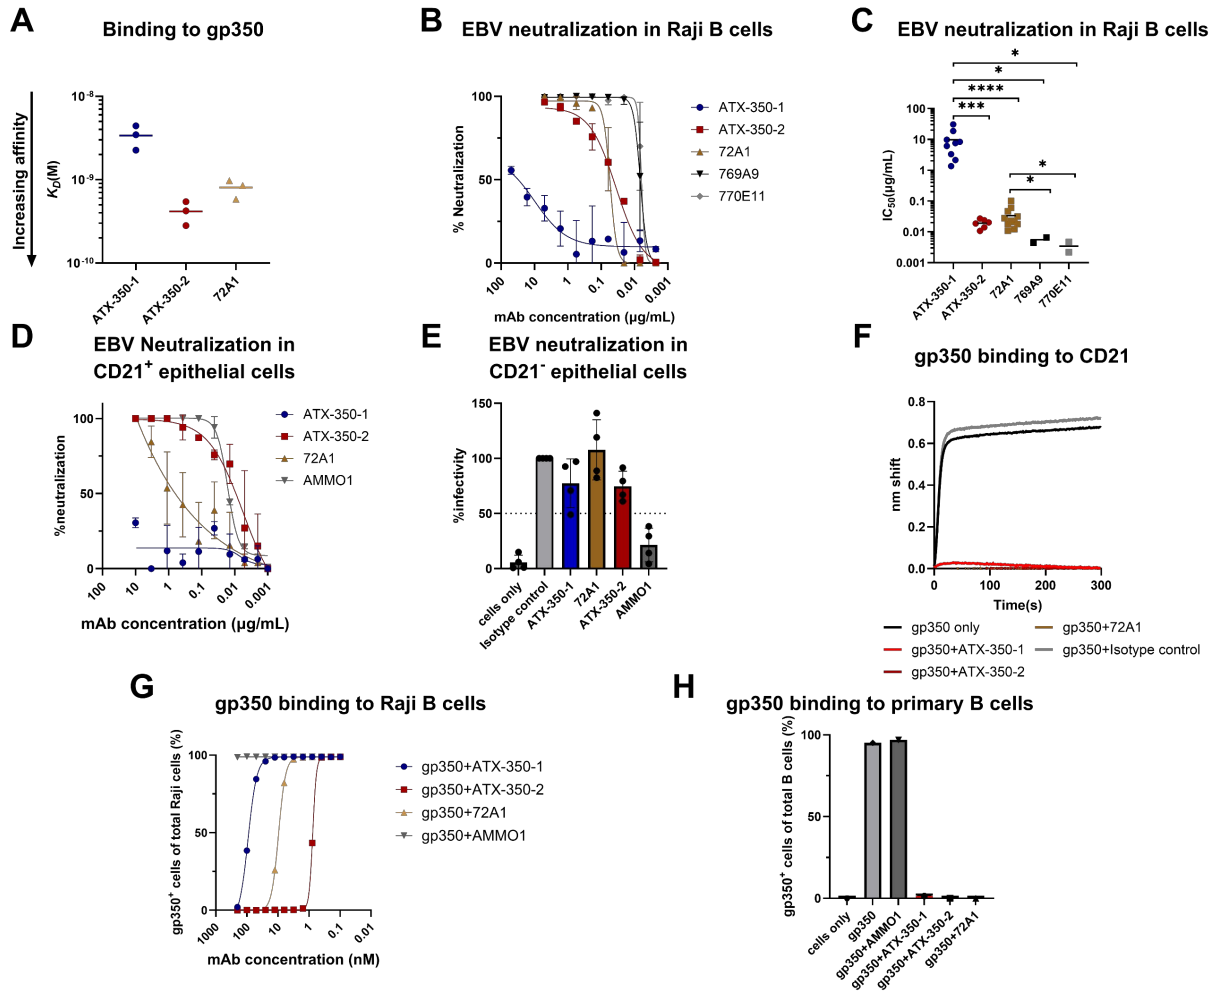 A
Binding to gp350
Increasing affinity
K_D(M)
10^-8
10^-9
10^-10
ATX-350-1
ATX-350-2
72A1
B
EBV neutralization in Raji B cells
% Neutralization
100
50
0
100
10
1
0.1
0.01
0.001
mAb concentration (µg/mL)
ATX-350-1
ATX-350-2
72A1
769A9
770E11
C
EBV neutralization in Raji B cells
*
*
****
***
*
*
IC50(µg/mL)
100
10
1
0.1
0.01
0.001
ATX-350-1
ATX-350-2
72A1
769A9
770E11
D
EBV Neutralization in
CD21+ epithelial cells
%neutralization
100
50
0
100
10
1
0.1
0.01
0.001
mAb concentration (µg/mL)
ATX-350-1
ATX-350-2
72A1
AMMO1
E
EBV neutralization in
CD21- epithelial cells
%infectivity
150
100
50
0
cells only
Isotype control
ATX-350-1
72A1
ATX-350-2
AMMO1
F
gp350 binding to CD21
nm shift
0.8
0.6
0.4
0.2
0.0
0
100
200
300
Time(s)
gp350 only
gp350+ATX-350-1
gp350+ATX-350-2
gp350+72A1
gp350+Isotype control
G
gp350 binding to Raji B cells
gp350+ cells of total Raji cells (%)
100
50
0
1000
100
10
1
0.1
0.01
mAb concentration (nM)
gp350+ATX-350-1
gp350+ATX-350-2
gp350+72A1
gp350+AMMO1
H
gp350 binding to primary B cells
gp350+ cells of total B cells (%)
100
50
0
cells only
gp350
gp350+AMMO1
gp350+ATX-350-1
gp350+ATX-350-2
gp350+72A1